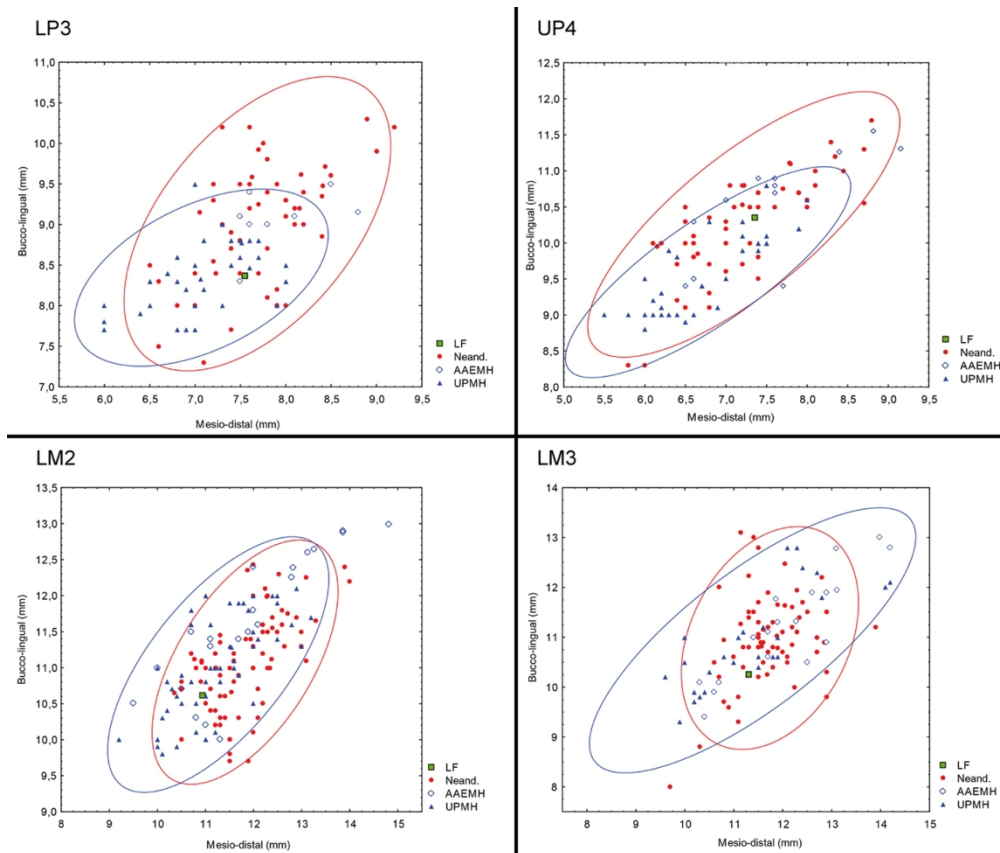 LP3
11,0
10,5
10,0
9,5
9,0
8,5
8,0
7,5
7,0
Bucco-lingual (mm)
5,5 6,0 6,5 7,0 7,5 8,0 8,5 9,0 9,5
Mesio-distal (mm)
LF
Neand.
AAEMH
UPMH
UP4
12,5
12,0
11,5
11,0
10,5
10,0
9,5
9,0
8,5
8,0
Bucco-lingual (mm)
5,0 5,5 6,0 6,5 7,0 7,5 8,0 8,5 9,0 9,5
Mesio-distal (mm)
LF
Neand.
AAEMH
UPMH
LM2
13,5
13,0
12,5
12,0
11,5
11,0
10,5
10,0
9,5
9,0
Bucco-lingual (mm)
8 9 10 11 12 13 14 15
Mesio-distal (mm)
LF
Neand.
AAEMH
UPMH
LM3
14
13
12
11
10
9
8
Bucco-lingual (mm)
8 9 10 11 12 13 14 15
Mesio-distal (mm)
LF
Neand.
AAEMH
UPMH